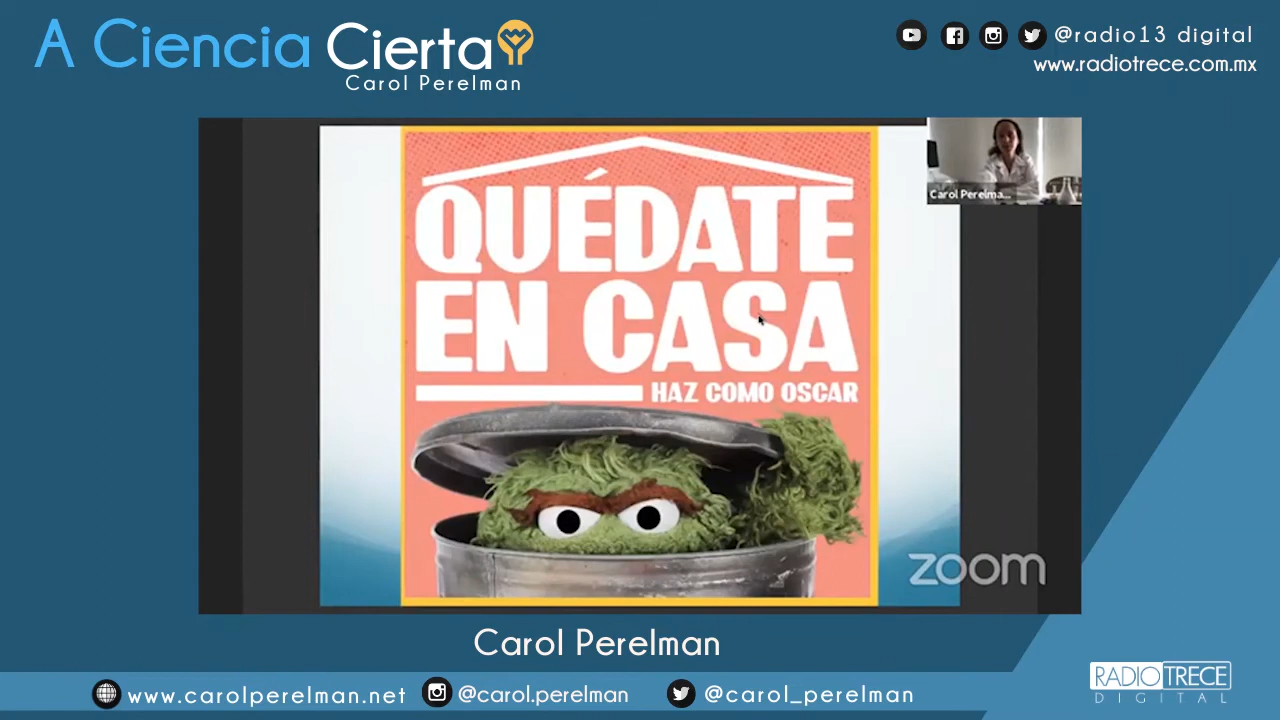 A Ciencia Cierta
Carol Perelman
@radio13 digital
www.radiotrece.com.mx
Carol Perelma...
QUÉDATE
EN CASA
HAZ COMO OSCAR
zoom
Carol Perelman
www.carolperelman.net
@carol.perelman
@carol_perelman
RADIO TRECE
DIGITAL